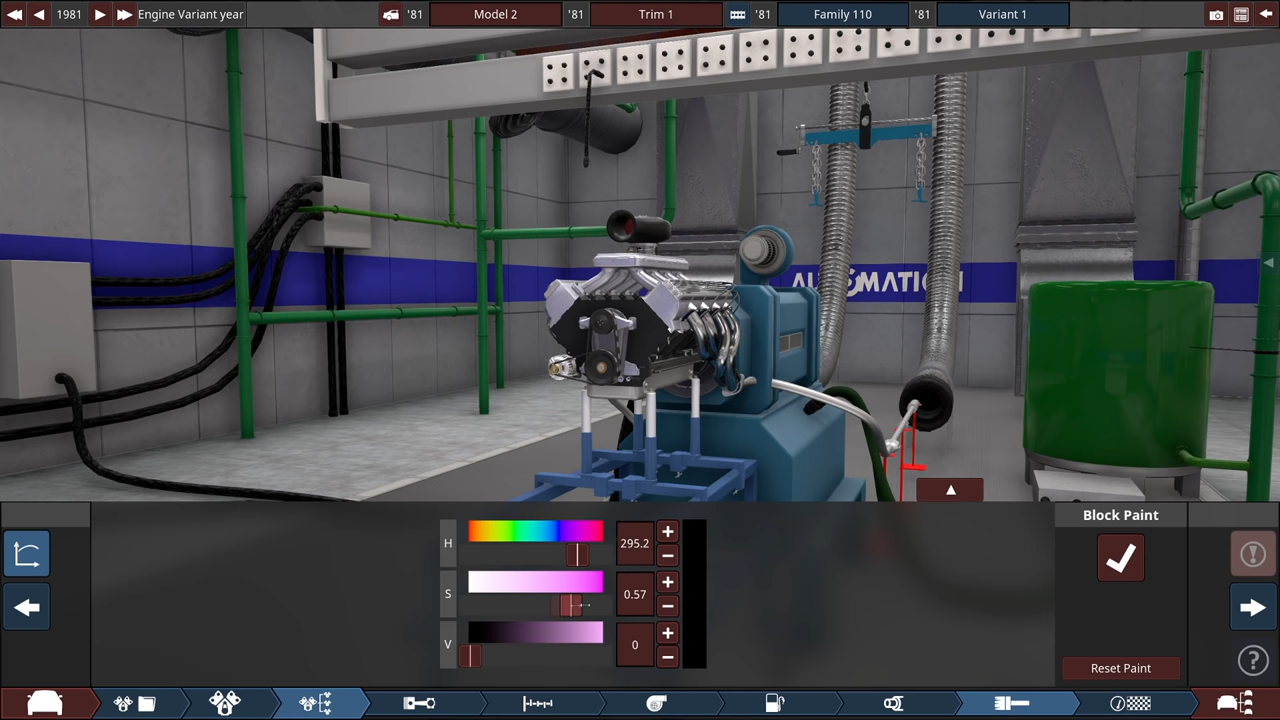 1981 Engine Variant year '81 Model 2 '81 Trim 1 '81 Family 110 '81 Variant 1
AUTOMATION
Block Paint
H 295.2
S 0.57
V 0
Reset Paint